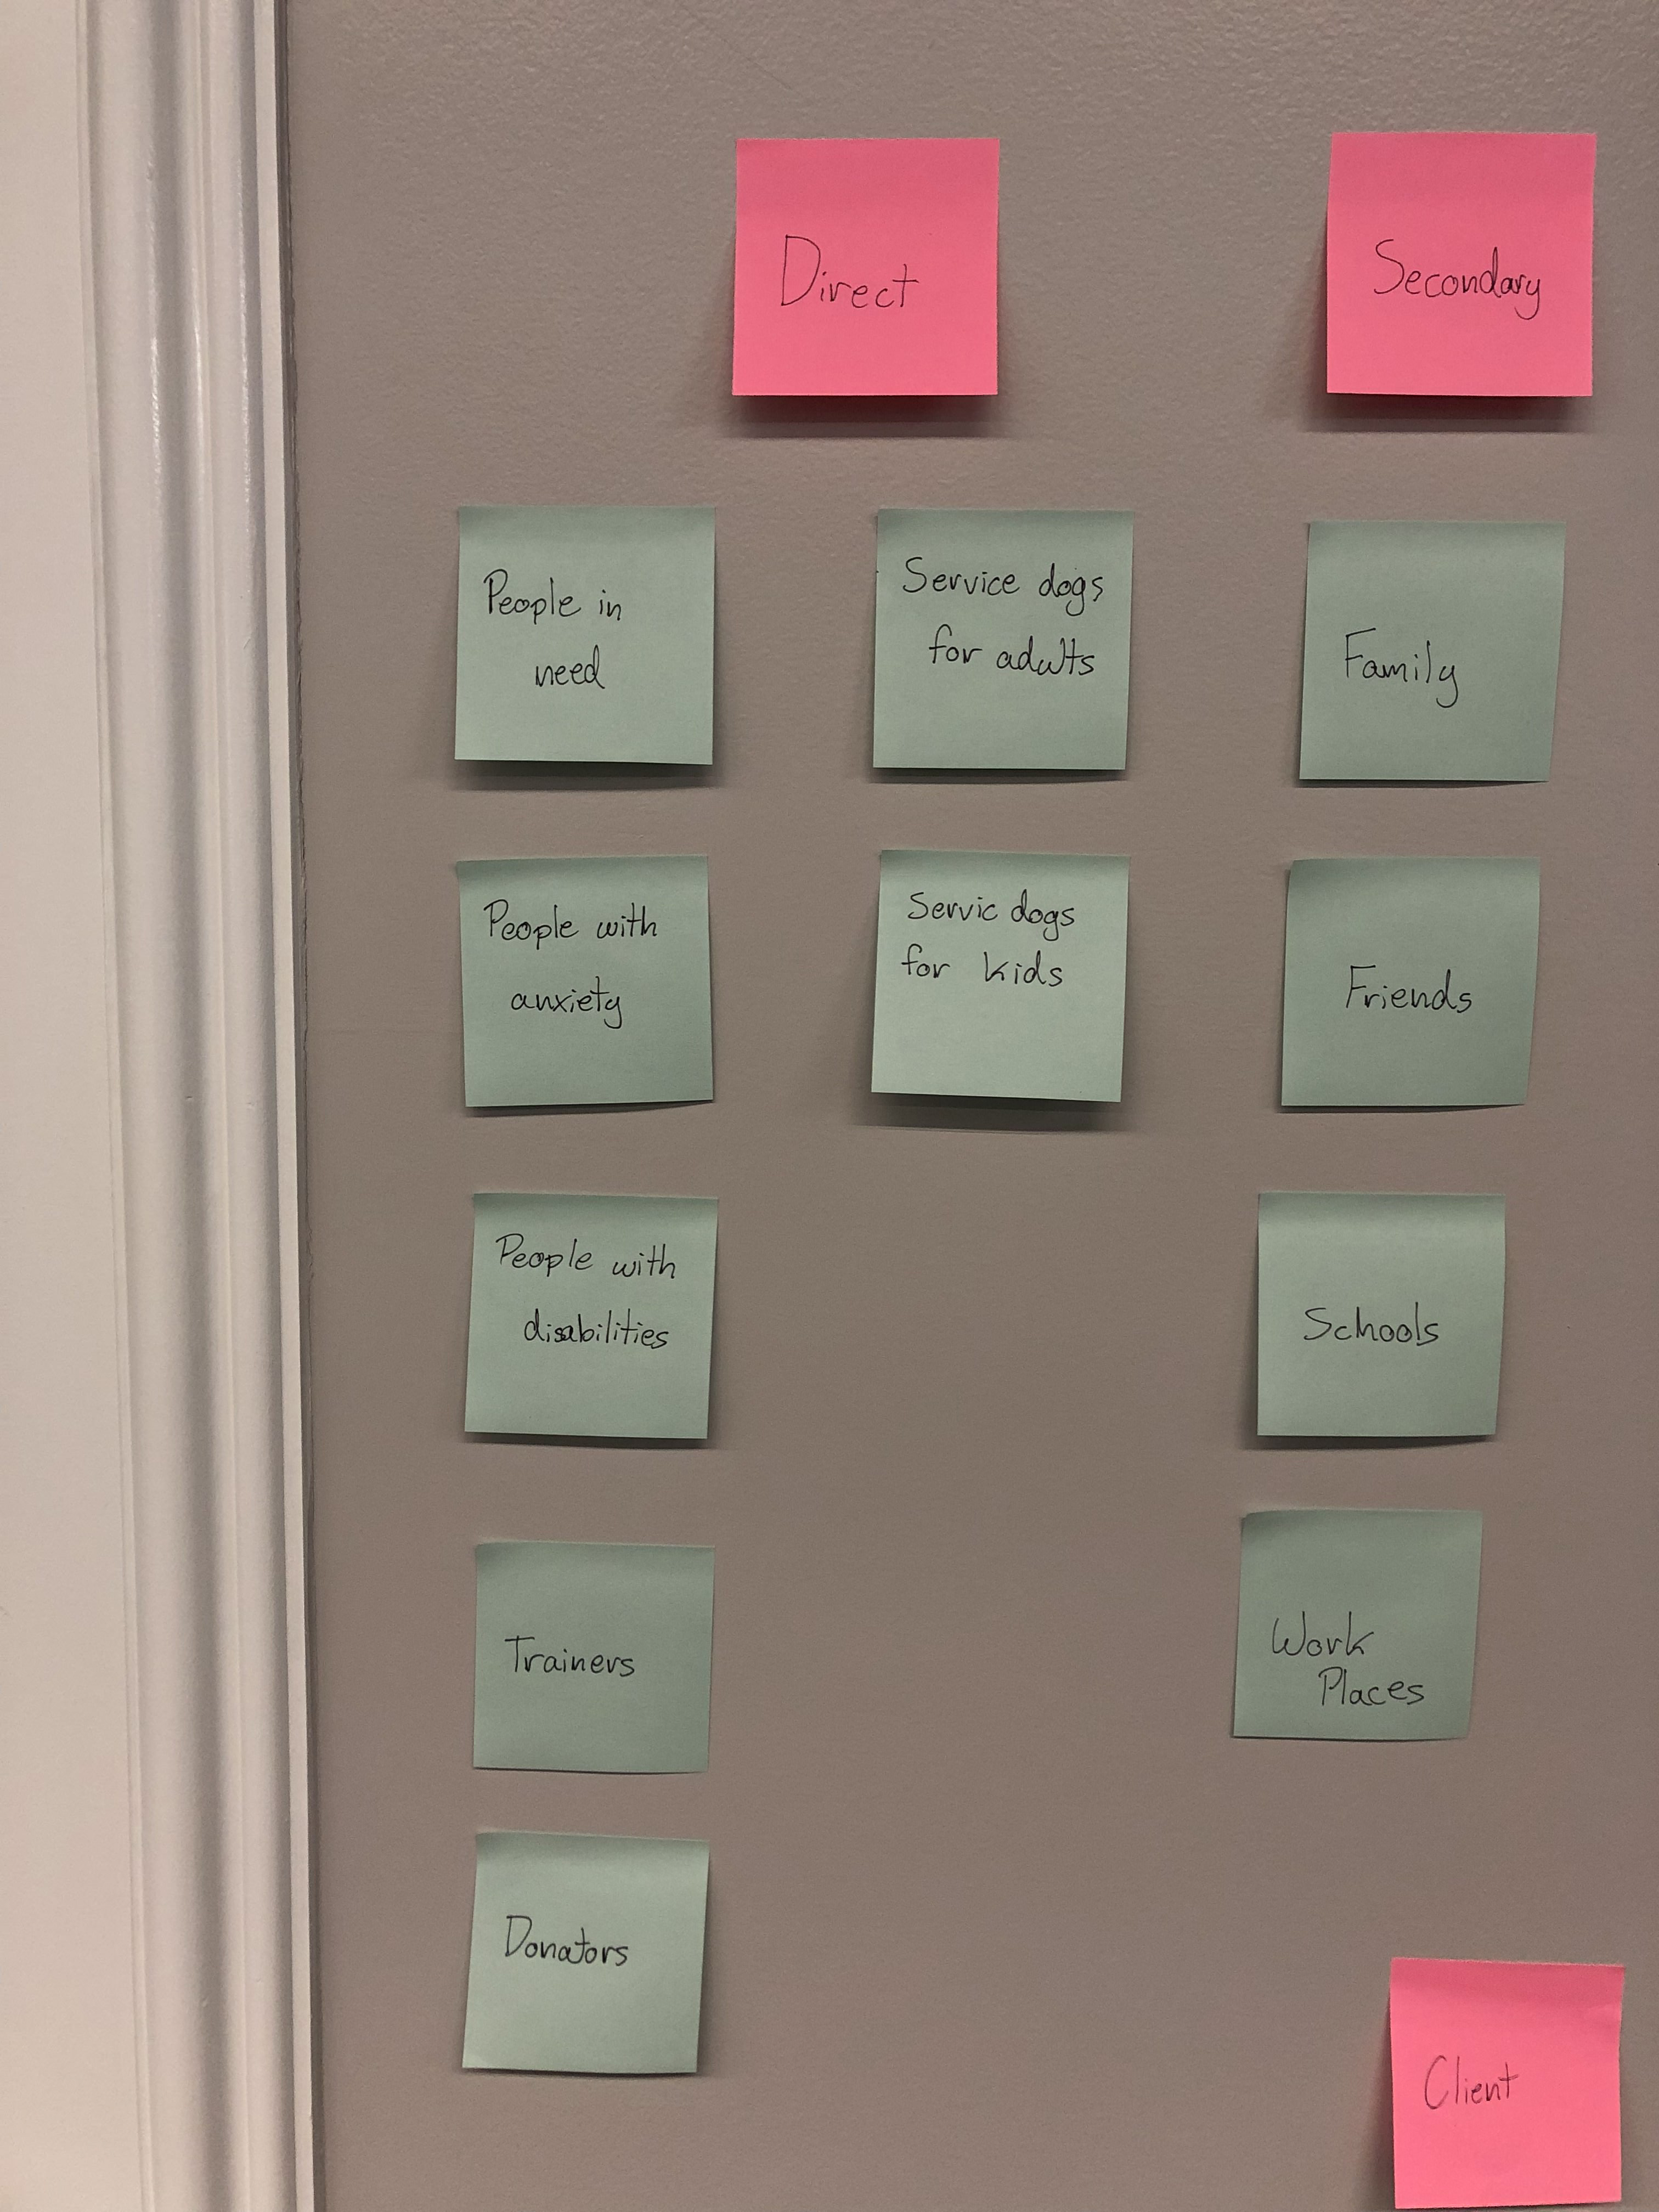 Direct
Secondary
People in
need
Service dogs
for adults
Family
People with
anxiety
Servic dogs
for kids
Friends
People with
disabilities
Schools
Trainers
Work
Places
Donators
Client